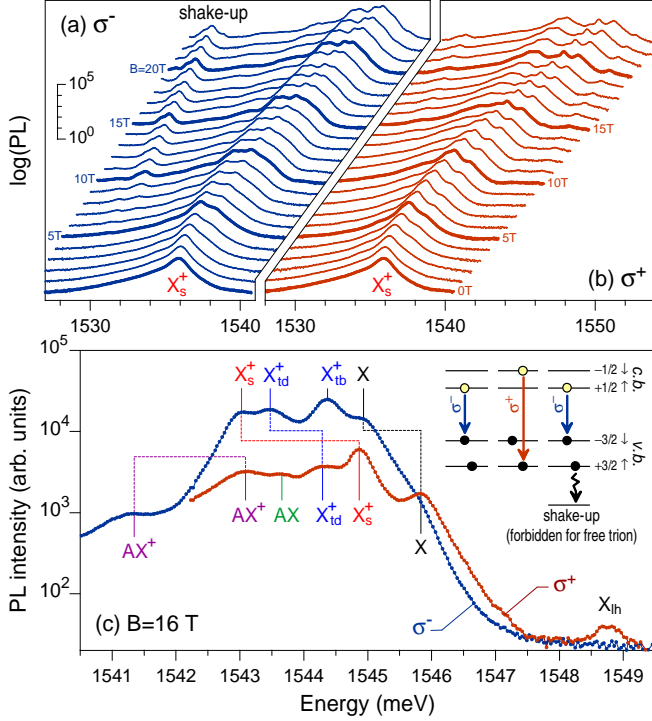 (a) σ⁻
shake-up
B=20T
15T
10T
5T
10⁵
10⁰
log(PL)
X⁺ₛ
1530
1540
15T
10T
5T
0T
X⁺ₛ
(b) σ⁺
1530
1540
1550
10⁵
10⁴
10³
10²
PL intensity (arb. units)
X⁺ₛ
X⁺td
X⁺tb
X
AX⁺
AX⁺
AX
X⁺td
X⁺ₛ
X
−1/2 ↓
+1/2 ↑
c.b.
σ⁻
σ⁺
σ⁻
−3/2 ↓
+3/2 ↑
v.b.
shake-up
(forbidden for free trion)
σ⁺
σ⁻
Xlh
(c) B=16 T
1541
1542
1543
1544
1545
1546
1547
1548
1549
Energy (meV)